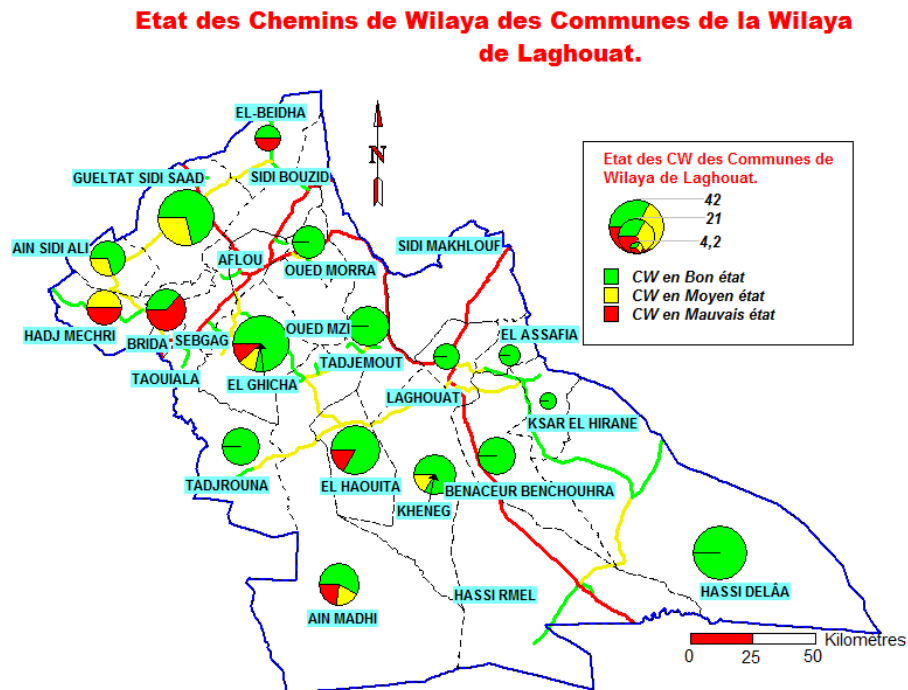 Etat des Chemins de Wilaya des Communes de la Wilaya
de Laghouat.
EL-BEIDHA
N
GUELTAT SIDI SAAD
SIDI BOUZID
Etat des CW des Communes de
Wilaya de Laghouat.
42
21
4,2
CW en Bon état
CW en Moyen état
CW en Mauvais état
AIN SIDI ALI
AFLOU
OUED MORRA
SIDI MAKHLOUF
HADJ MECHRI
BRIDA
SEBGAG
OUED MZI
EL ASSAFIA
TAOUIALA
EL GHICHA
TADJEMOUT
LAGHOUAT
KSAR EL HIRANE
TADJROUNA
EL HAOUITA
KHENEG
BENACEUR BENCHOUHRA
HASSI DELÂA
AIN MADHI
HASSI RMEL
Kilomètres
0 25 50